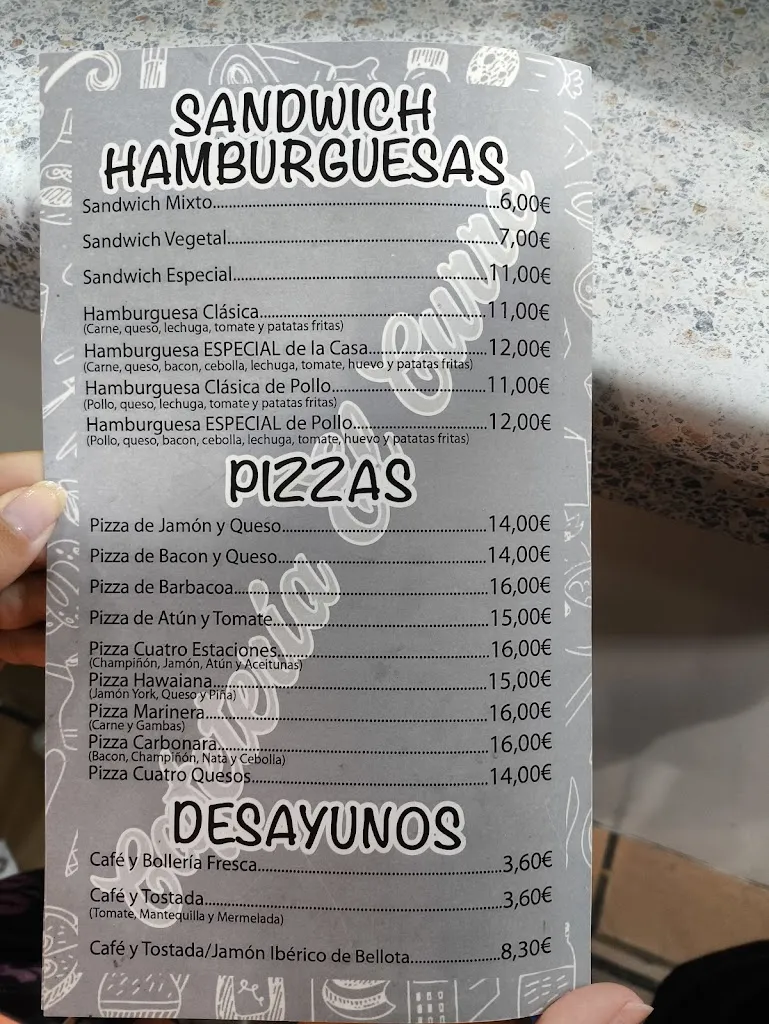 SANDWICH
HAMBURGUESAS
Sandwich Mixto.....6,00€
Sandwich Vegetal.....7,00€
Sandwich Especial.....11,00€
Hamburguesa Clásica.....11,00€
(Carne, queso, lechuga, tomate y patatas fritas)
Hamburguesa ESPECIAL de la Casa.....12,00€
(Carne, queso, bacon, cebolla, lechuga, tomate, huevo y patatas fritas)
Hamburguesa Clásica de Pollo.....11,00€
(Pollo, queso, lechuga, tomate y patatas fritas)
Hamburguesa ESPECIAL de Pollo.....12,00€
(Pollo, queso, bacon, cebolla, lechuga, tomate, huevo y patatas fritas)
PIZZAS
Pizza de Jamón y Queso.....14,00€
Pizza de Bacon y Queso.....14,00€
Pizza de Barbacoa.....16,00€
Pizza de Atún y Tomate.....15,00€
Pizza Cuatro Estaciones.....16,00€
(Champiñón, Jamón, Atún y Aceitunas)
Pizza Hawaiana.....15,00€
(Jamón York, Queso y Piña)
Pizza Marinera.....16,00€
(Carne y Gambas)
Pizza Carbonara.....16,00€
(Bacon, Champiñón, Nata y Cebolla)
Pizza Cuatro Quesos.....14,00€
DESAYUNOS
Café y Bollería Fresca.....3,60€
Café y Tostada.....3,60€
(Tomate, Mantequilla y Mermelada)
Café y Tostada/Jamón Ibérico de Bellota.....8,30€
Cafetería El Curro